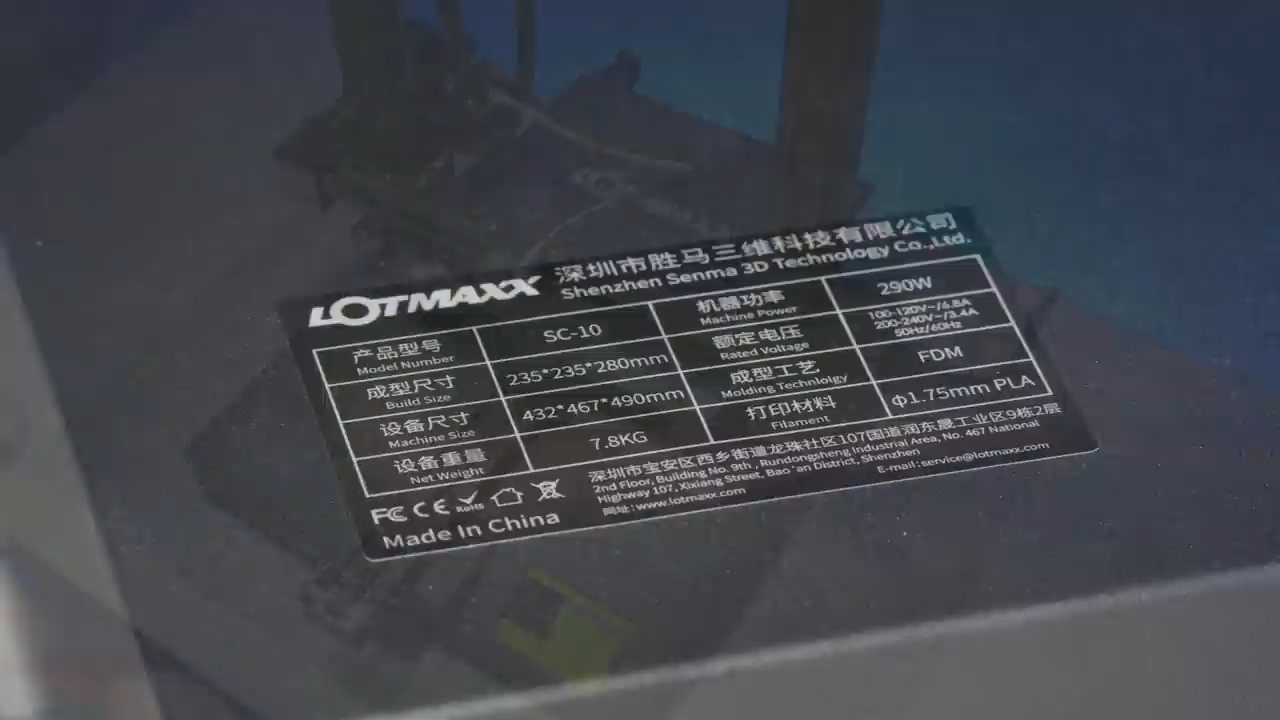 LOTMAXX
深圳市胜马三维科技有限公司
Shenzhen Senma 3D Technology Co.,Ltd.
产品型号
Model Number
SC-10
机器功率
Machine Power
290W
成型尺寸
Build Size
235*235*280mm
额定电压
Rated Voltage
100-120V~/6.8A
200-240V~/3.4A
50Hz/60Hz
设备尺寸
Machine Size
432*467*490mm
成型工艺
Molding Technlolgy
FDM
设备重量
Net Weight
7.8KG
打印材料
Filament
Φ1.75mm PLA
FC CE RoHS
Made In China
深圳市宝安区西乡街道龙珠社区107国道润东晟工业区9栋2层
2nd Floor, Building No. 9th , Rundongsheng Industrial Area, No. 467 National
Highway 107, Xixiang Street, Bao 'an District, Shenzhen
网址:www.lotmaxx.com
E-mail:service@lotmaxx.com